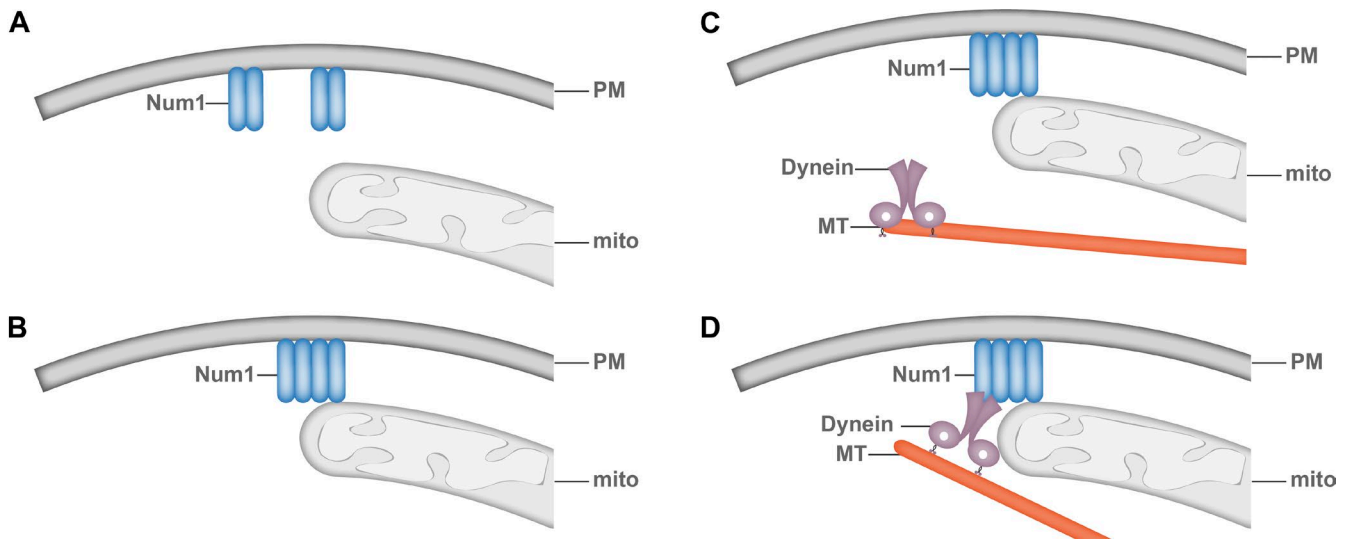 A
PM
Num1
mito
B
PM
Num1
mito
C
PM
Num1
Dynein
mito
MT
D
PM
Num1
Dynein
MT
mito